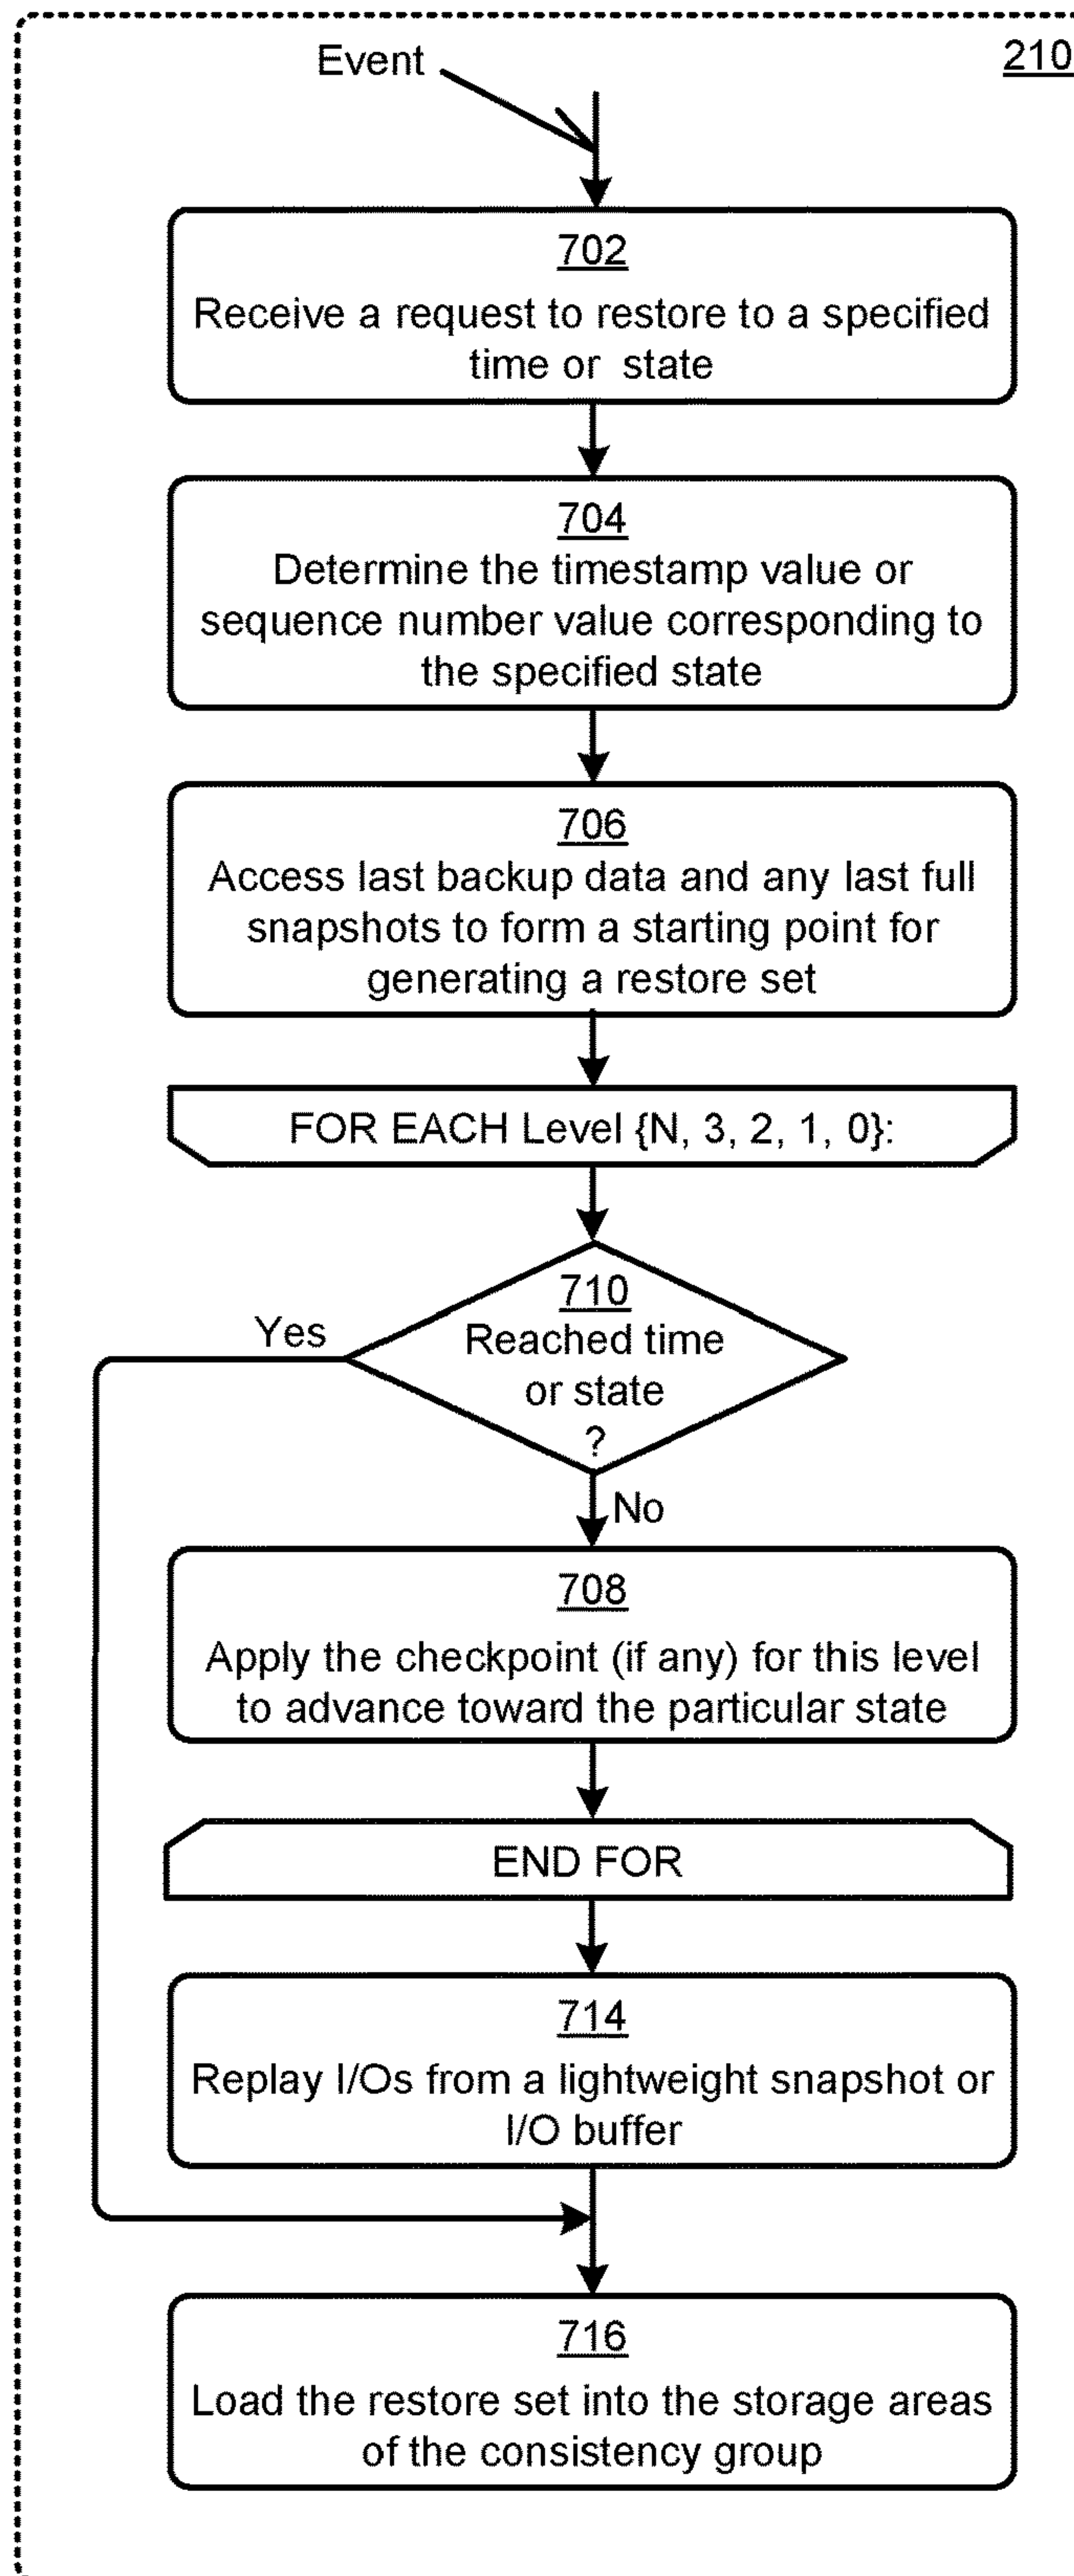 Event
210
702
Receive a request to restore to a specified
time or state
704
Determine the timestamp value or
sequence number value corresponding to
the specified state
706
Access last backup data and any last full
snapshots to form a starting point for
generating a restore set
FOR EACH Level {N, 3, 2, 1, 0}:
710
Reached time
or state
?
Yes
No
708
Apply the checkpoint (if any) for this level
to advance toward the particular state
END FOR
714
Replay I/Os from a lightweight snapshot or
I/O buffer
716
Load the restore set into the storage areas
of the consistency group